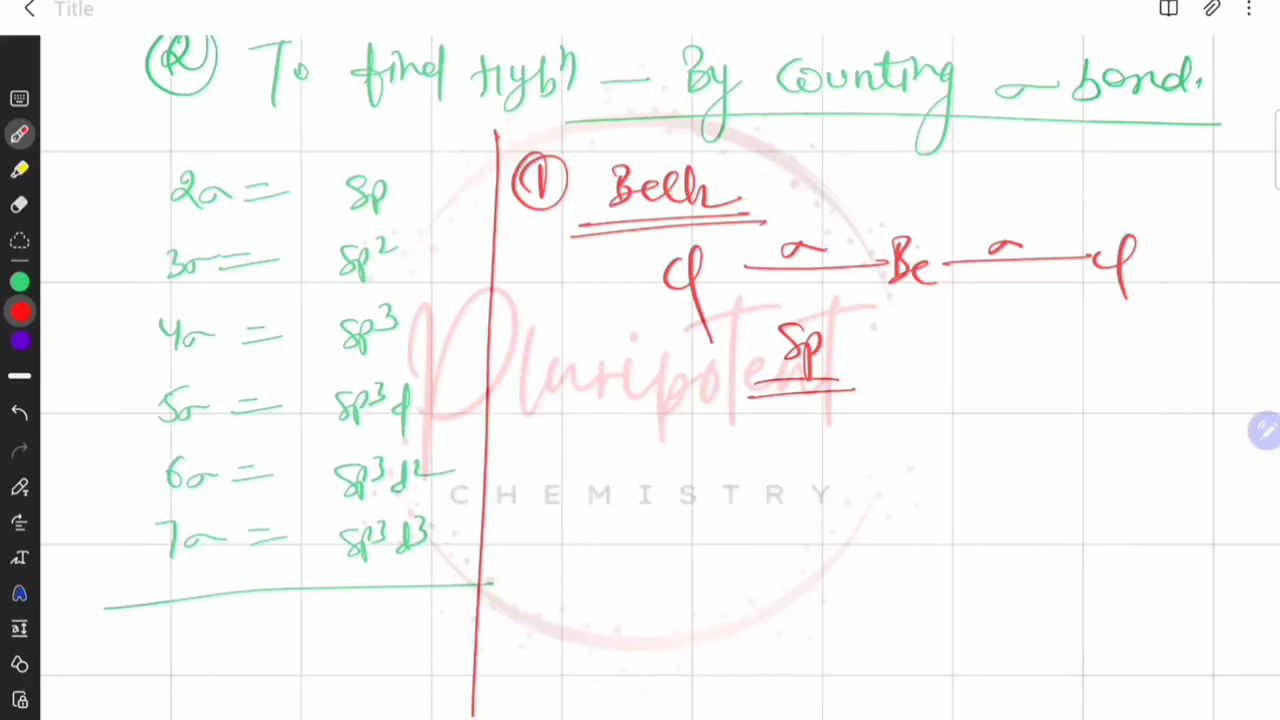 Title
② To find Hybⁿ — By Counting σ bond.
2σ = sp
3σ = sp²
4σ = sp³
5σ = sp³d
6σ = sp³d²
7σ = sp³d³
① BeCl₂
Cl σ Be σ Cl
sp
Pluripotent
CHEMISTRY